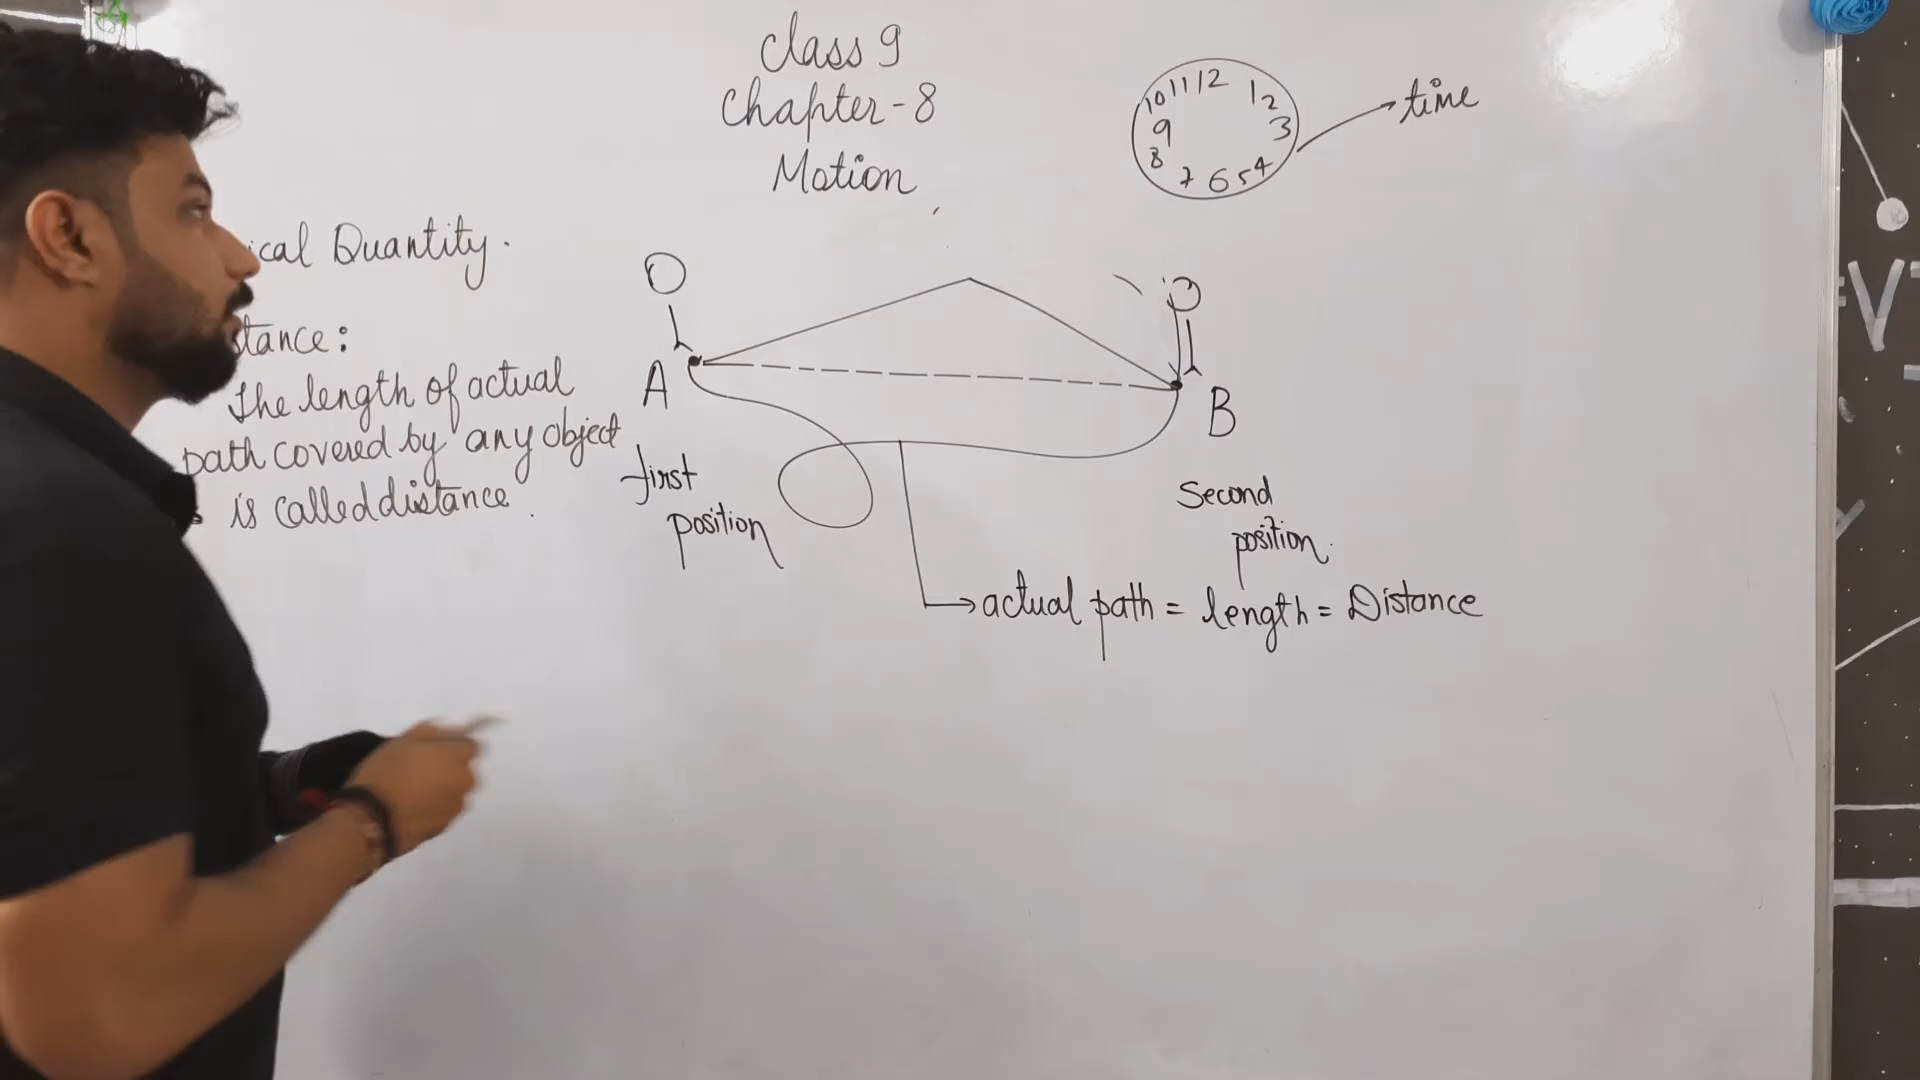 Class 9
Chapter-8
Motion
10 11 12 1 2
9 3
8 7 6 5 4
time
ical Quantity.
stance:
The length of actual
path covered by any object
is called distance.
A
B
first
position
Second
position.
actual path = length = Distance